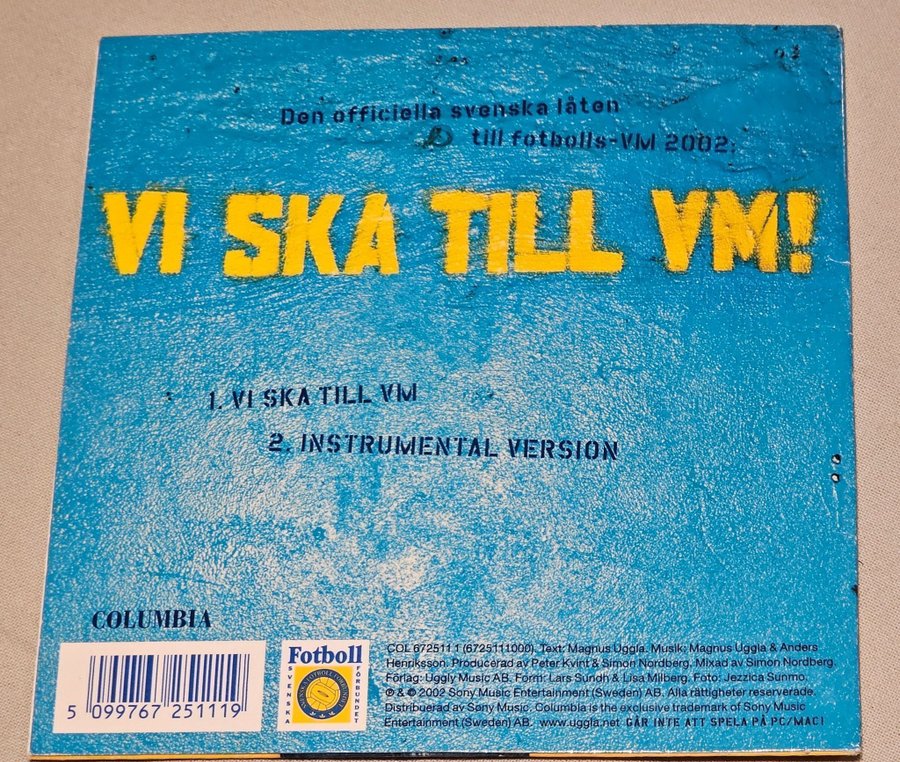 Den officiella svenska låten
till fotbolls-VM 2002:
VI SKA TILL VM!
1. VI SKA TILL VM
2. INSTRUMENTAL VERSION
COLUMBIA
5 099767 251119
Fotboll
SVENSKA
FÖRBUNDET
COL 672511 1 (6725111000). Text: Magnus Uggla. Musik: Magnus Uggla & Anders
Henriksson. Producerad av Peter Kvint & Simon Nordberg. Mixad av Simon Nordberg.
Förlag: Uggly Music AB. Form: Lars Sundh & Lisa Milberg. Foto: Jezzica Sunmo.
℗ & © 2002 Sony Music Entertainment (Sweden) AB. Alla rättigheter reserverade.
Distribuerad av Sony Music. Columbia is the exclusive trademark of Sony Music
Entertainment (Sweden) AB. www.uggla.net GÅR INTE ATT SPELA PÅ PC/MAC!